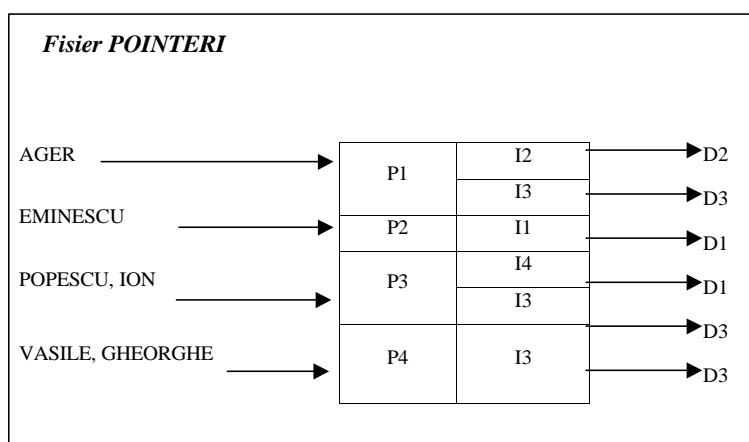 Fisier POINTERI
AGER
P1
I2
D2
I3
D3
EMINESCU
P2
I1
D1
POPESCU, ION
P3
I4
D1
I3
D3
VASILE, GHEORGHE
P4
I3
D3